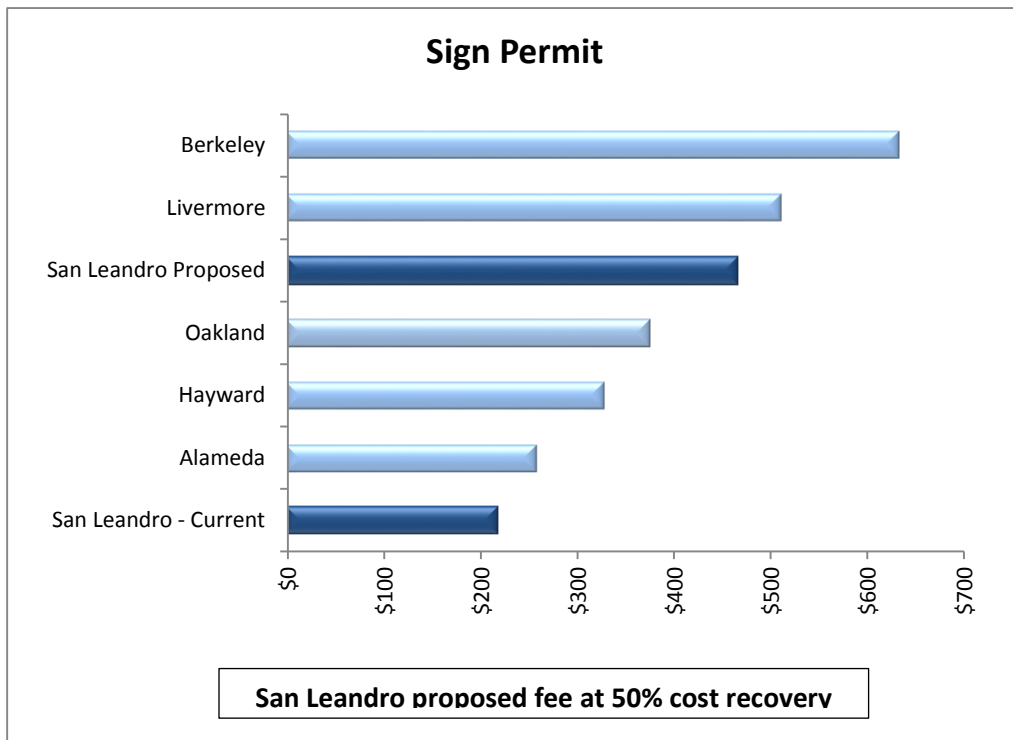 Sign Permit
Berkeley
Livermore
San Leandro Proposed
Oakland
Hayward
Alameda
San Leandro - Current
$0
$100
$200
$300
$400
$500
$600
$700
San Leandro proposed fee at 50% cost recovery